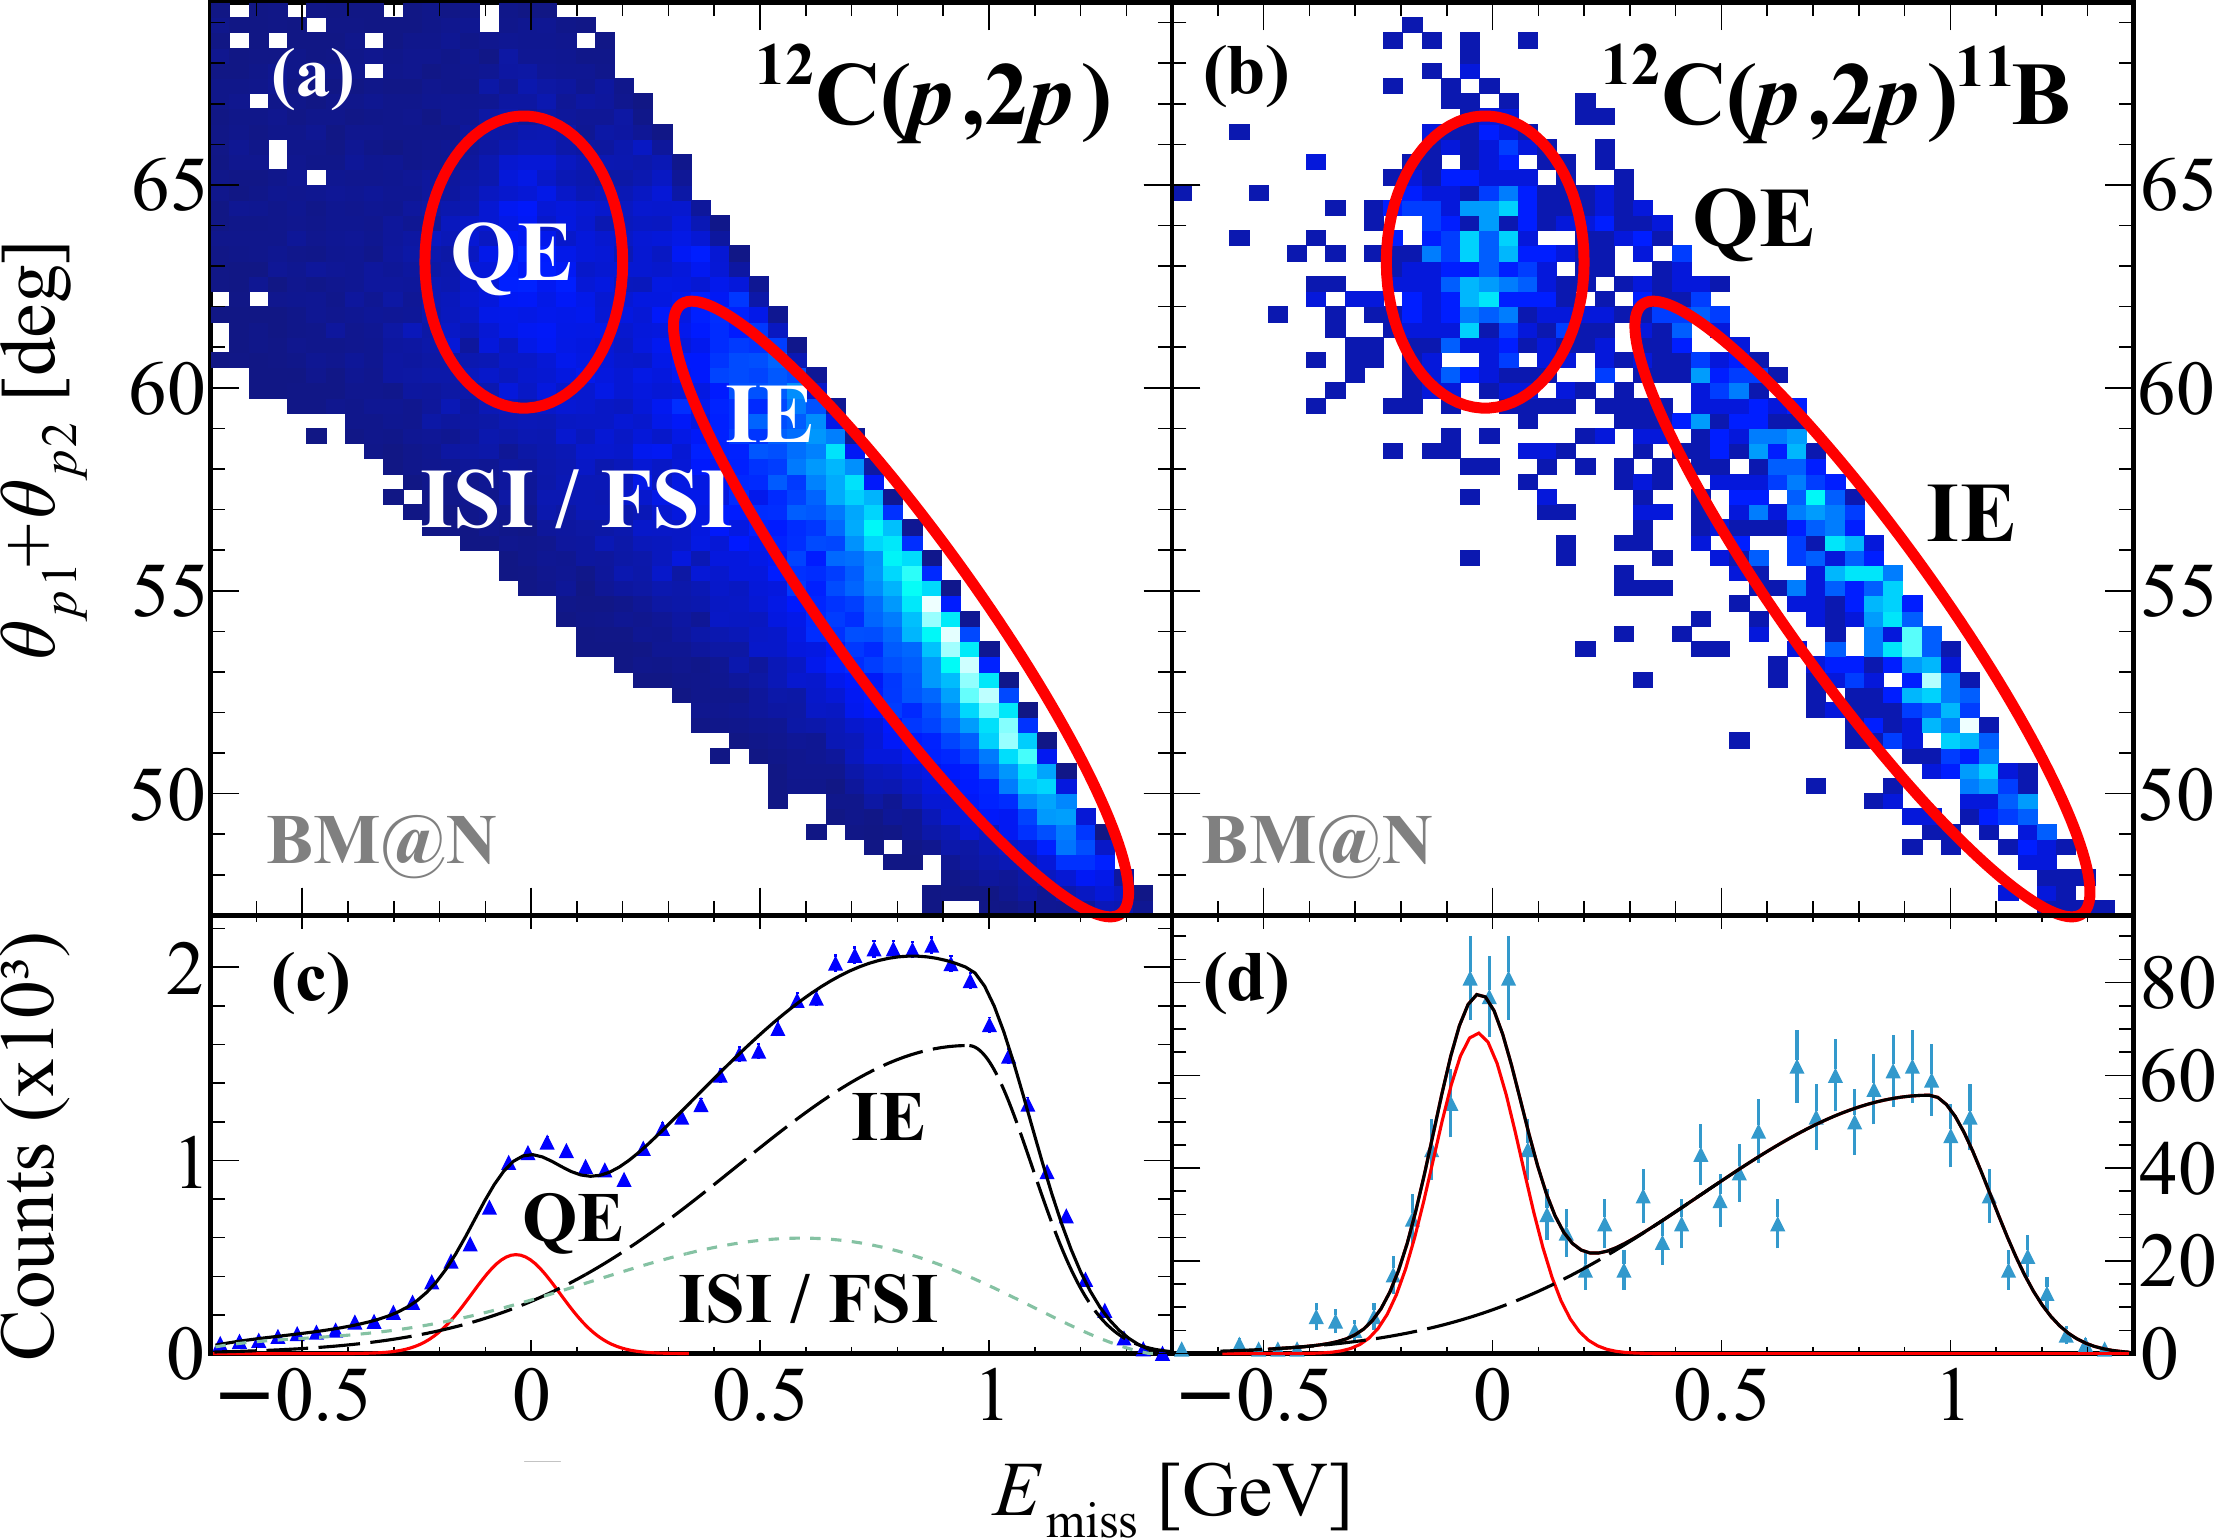 (a)
¹²C(p,2p)
QE
IE
ISI / FSI
BM@N
65
60
55
50
θp1+θp2 [deg]
(b)
¹²C(p,2p)¹¹B
QE
IE
BM@N
65
60
55
50
(c)
IE
QE
ISI / FSI
2
1
0
Counts (x10³)
(d)
80
60
40
20
0
−0.5 0 0.5 1
−0.5 0 0.5 1
Emiss [GeV]